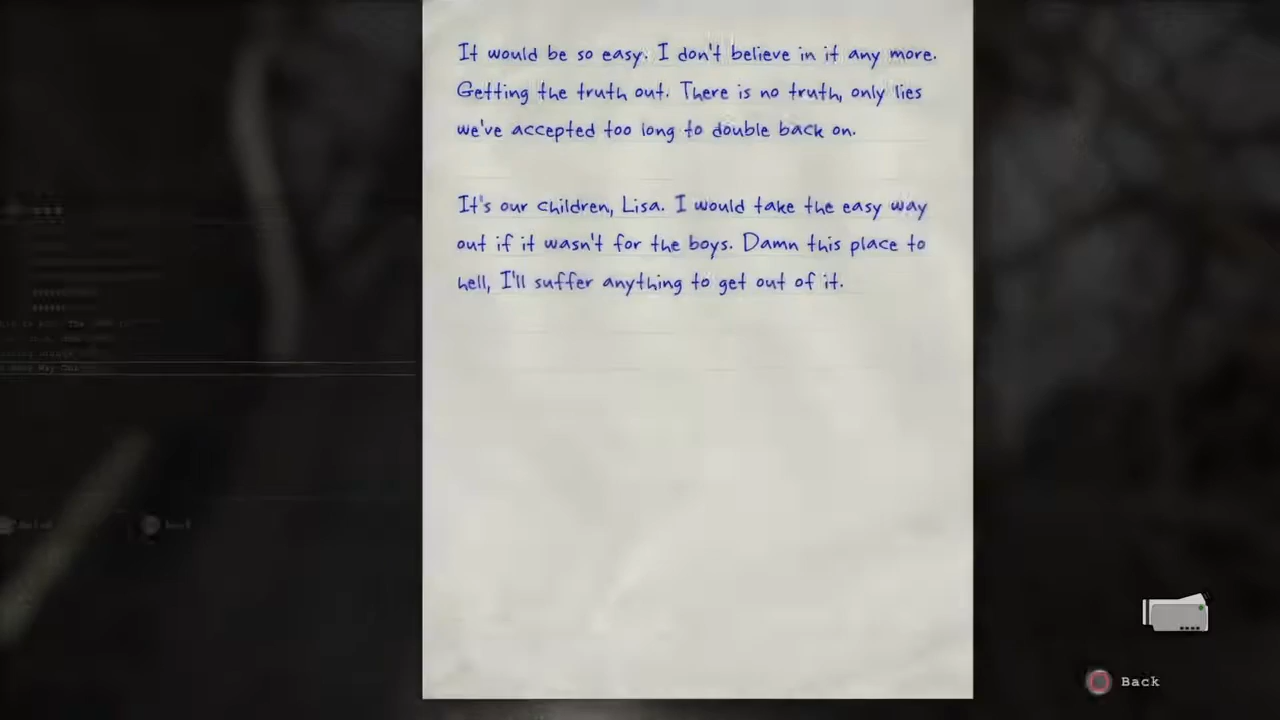 It would be so easy. I don't believe in it any more.
Getting the truth out. There is no truth, only lies
we've accepted too long to double back on.
It's our children, Lisa. I would take the easy way
out if it wasn't for the boys. Damn this place to
hell, I'll suffer anything to get out of it.
Back